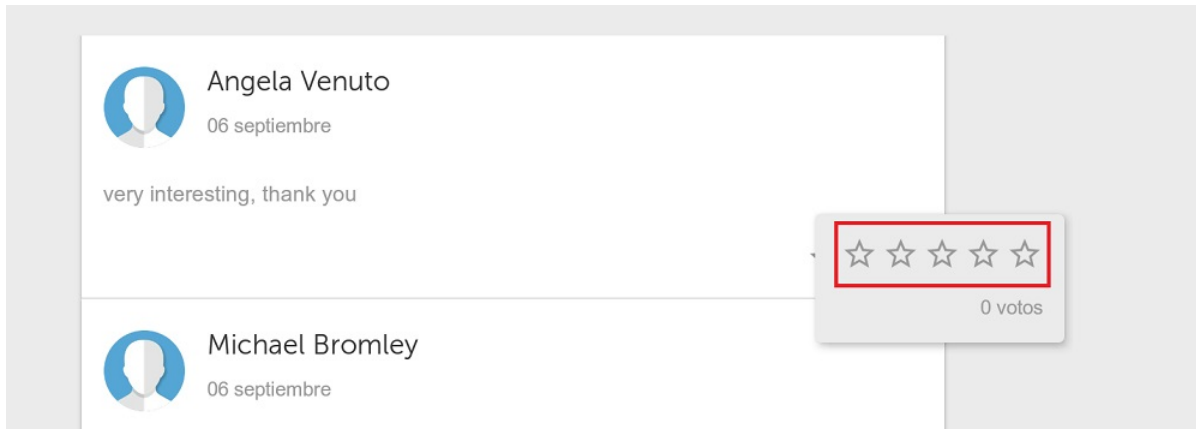 Angela Venuto
06 septiembre
very interesting, thank you
0 votos
Michael Bromley
06 septiembre